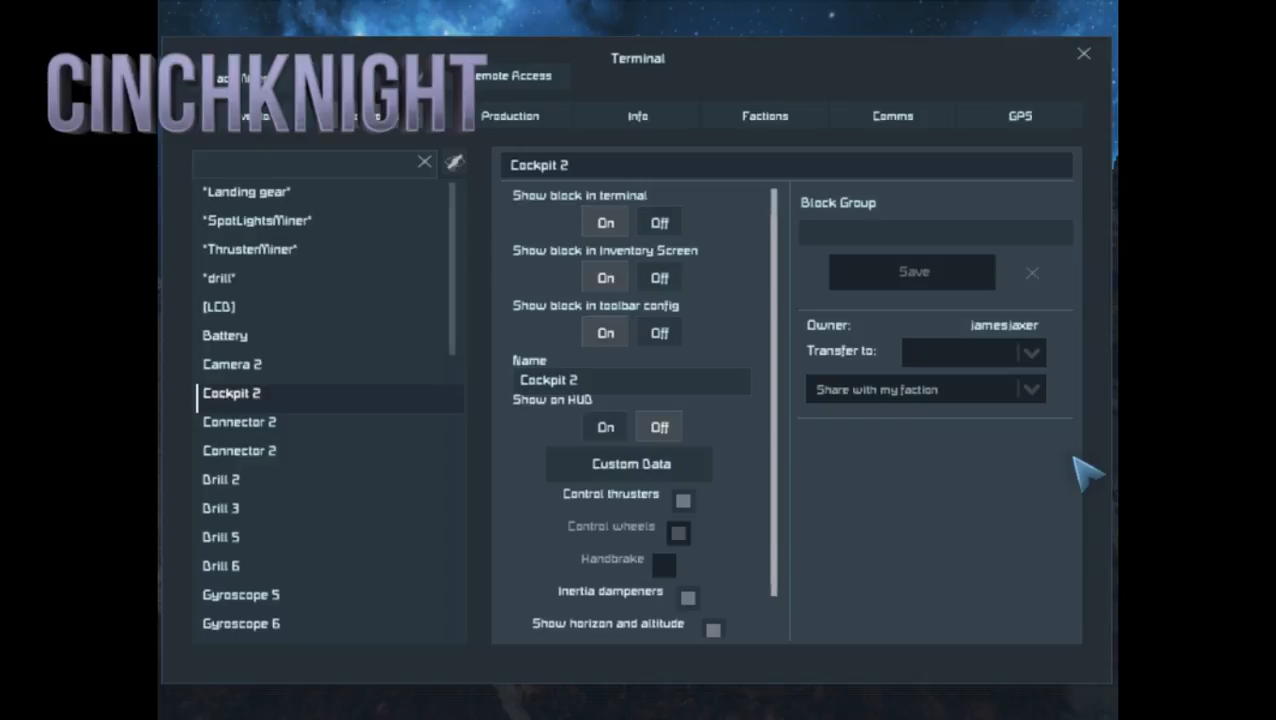 Terminal
CINCHKNIGHT
emote Access
Production
Info
Factions
Comms
GPS
*Landing gear*
*SpotLightsMiner*
*ThrusterMiner*
*drill*
[LCD]
Battery
Camera 2
Cockpit 2
Connector 2
Connector 2
Drill 2
Drill 3
Drill 5
Drill 6
Gyroscope 5
Gyroscope 6
Cockpit 2
Show block in terminal
On Off
Show block in Inventory Screen
On Off
Show block in toolbar config
On Off
Name
Cockpit 2
Show on HUD
On Off
Custom Data
Control thrusters
Control wheels
Handbrake
Inertia dampeners
Show horizon and altitude
Block Group
Save
Owner: jamesjaxer
Transfer to:
Share with my faction